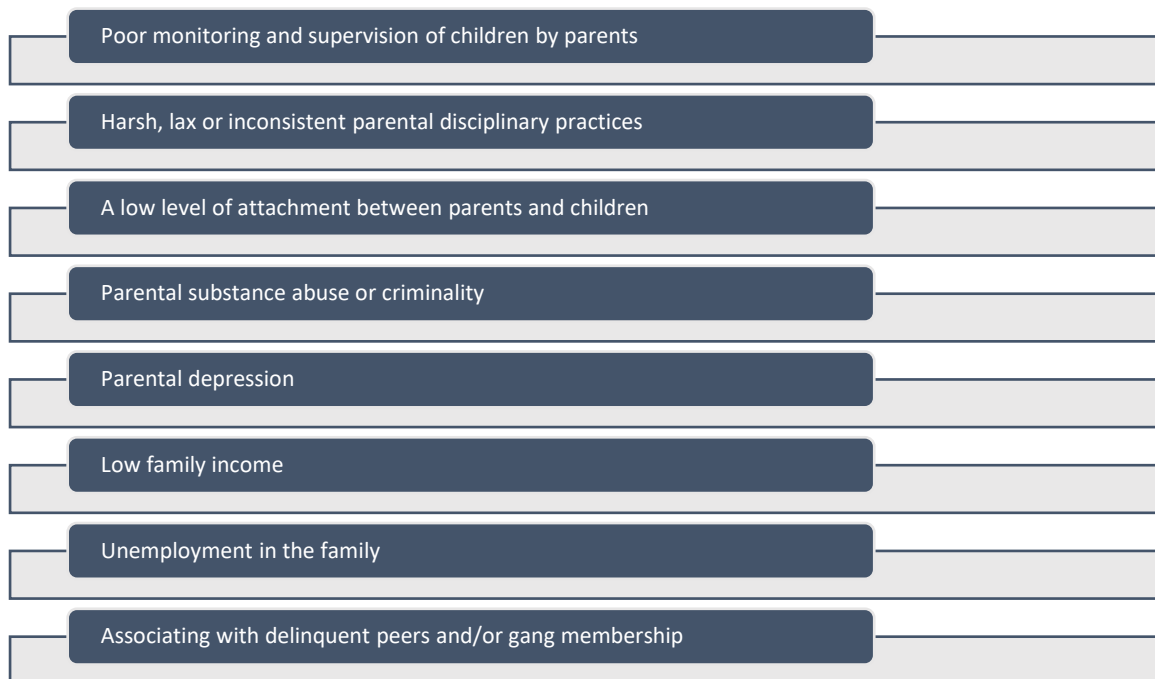 Poor monitoring and supervision of children by parents
Harsh, lax or inconsistent parental disciplinary practices
A low level of attachment between parents and children
Parental substance abuse or criminality
Parental depression
Low family income
Unemployment in the family
Associating with delinquent peers and/or gang membership